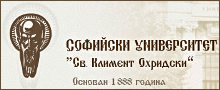 Софийски университет
"Св. Климент Охридски"
Основан 1888 година